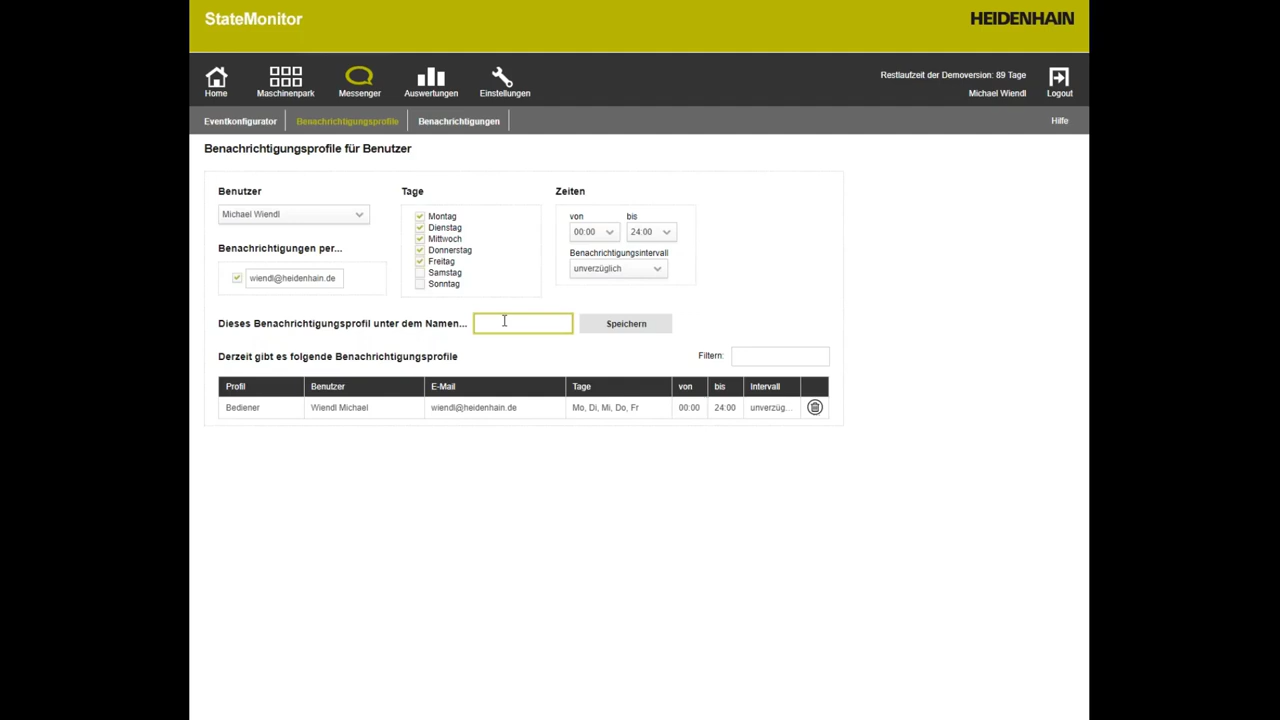 StateMonitor
HEIDENHAIN
Home
Maschinenpark
Messenger
Auswertungen
Einstellungen
Restlaufzeit der Demoversion: 89 Tage
Michael Wiendl
Logout
Eventkonfigurator
Benachrichtigungsprofile
Benachrichtigungen
Hilfe
Benachrichtigungsprofile für Benutzer
Benutzer
Michael Wiendl
Benachrichtigungen per...
wiendl@heidenhain.de
Tage
Montag
Dienstag
Mittwoch
Donnerstag
Freitag
Samstag
Sonntag
Zeiten
von bis
00:00 24:00
Benachrichtigungsintervall
unverzüglich
Dieses Benachrichtigungsprofil unter dem Namen... Speichern
Derzeit gibt es folgende Benachrichtigungsprofile Filtern:
Profil Benutzer E-Mail Tage von bis Intervall
Bediener Wiendl Michael wiendl@heidenhain.de Mo, Di, Mi, Do, Fr 00:00 24:00 unverzüg...